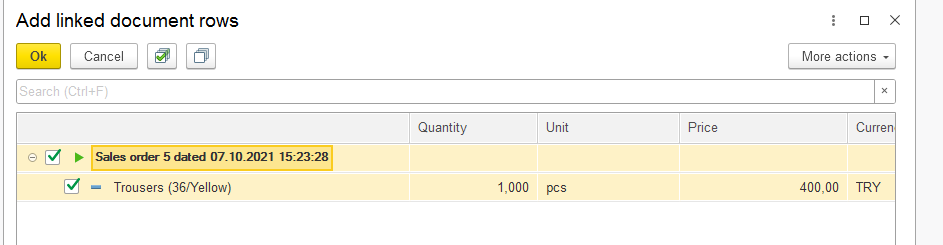 Add linked document rows
Ok Cancel More actions
Search (Ctrl+F) ×
Quantity Unit Price Curren
Sales order 5 dated 07.10.2021 15:23:28
Trousers (36/Yellow) 1,000 pcs 400,00 TRY